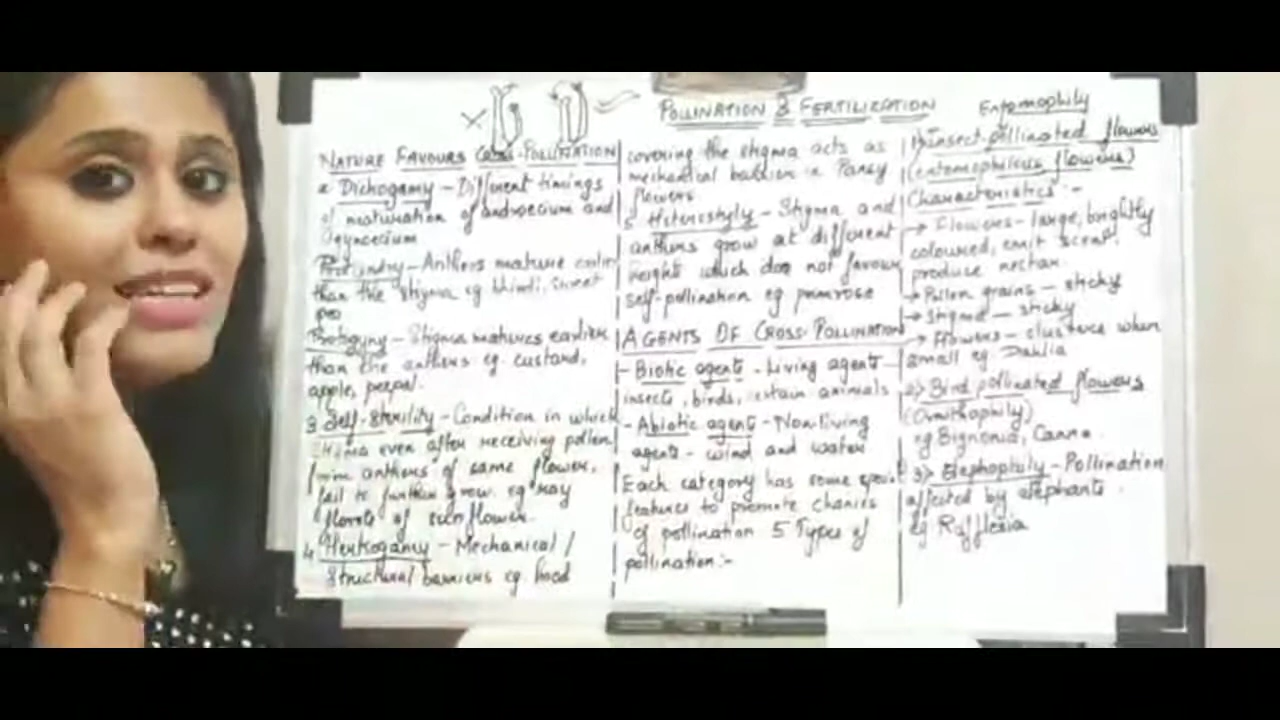 POLLINATION & FERTILIZATION
NATURE FAVOURS CROSS-POLLINATION
2 Dichogamy - Different timings
of maturation of androecium and
gynoecium
Protandry - Anthers mature earlier
than the stigma eg bhindi, sweet
pea
Protogyny - Stigma matures earlier
than the anthers eg. custard,
apple, peepal.
3 Self-Sterility - Condition in which
stigma even after receiving pollen
from anthers of same flower,
fail to further grow. eg ray
florets of sunflower.
4 Herkogamy - Mechanical /
Structural barriers eg. hood
covering the stigma acts as
mechanical barrier in Pansy
flowers
5 Heterostyly - Stigma and
anthers grow at different
heights which does not favour
self-pollination eg primrose
AGENTS OF CROSS-POLLINATION
- Biotic agent - Living agent -
insects, birds, certain animals
- Abiotic agent - Non-living
agents - wind and water
Each category has some special
features to promote chances
of pollination 5 Types of
pollination:-
Entomophily
1) Insect-pollinated flowers
(entomophilous flowers)
Characteristics:-
→ Flowers - large, brightly
coloured, emit scent,
produce nectar.
→ Pollen grains - sticky
→ Stigma - sticky
→ Flowers - clusters when
small eg. Dahlia
2) Bird pollinated flowers
(Ornithophily)
eg Bignonia, Canna.
3) Elephophily - Pollination
affected by elephants.
eg Rafflesia